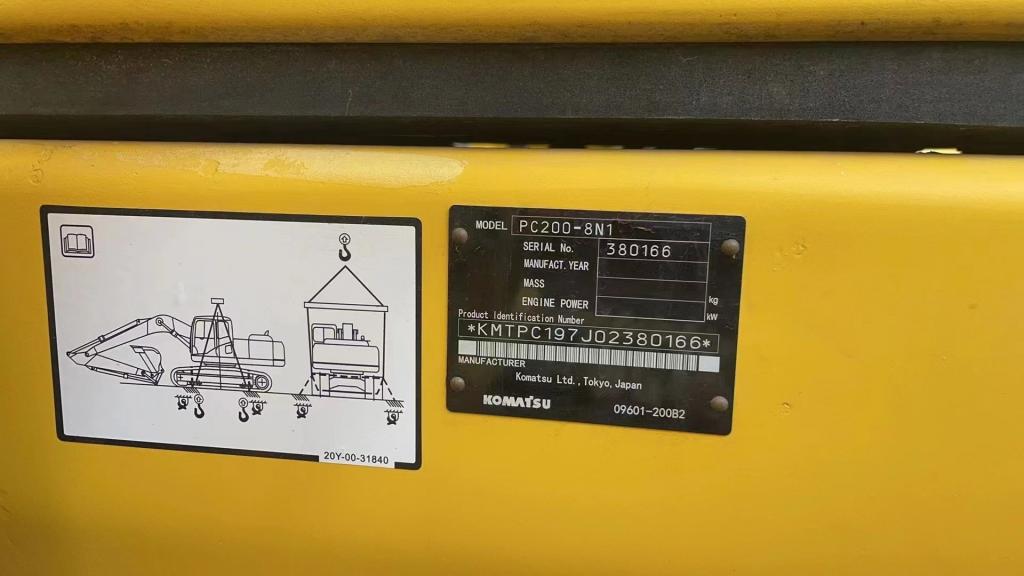 MODEL PC200-8N1
SERIAL No. 380166
MANUFACT. YEAR
MASS kg
ENGINE POWER kW
Product Identification Number
*KMTPC197J02380166*
MANUFACTURER
Komatsu Ltd., Tokyo, Japan
KOMATSU 09601-200B2
20Y-00-31840